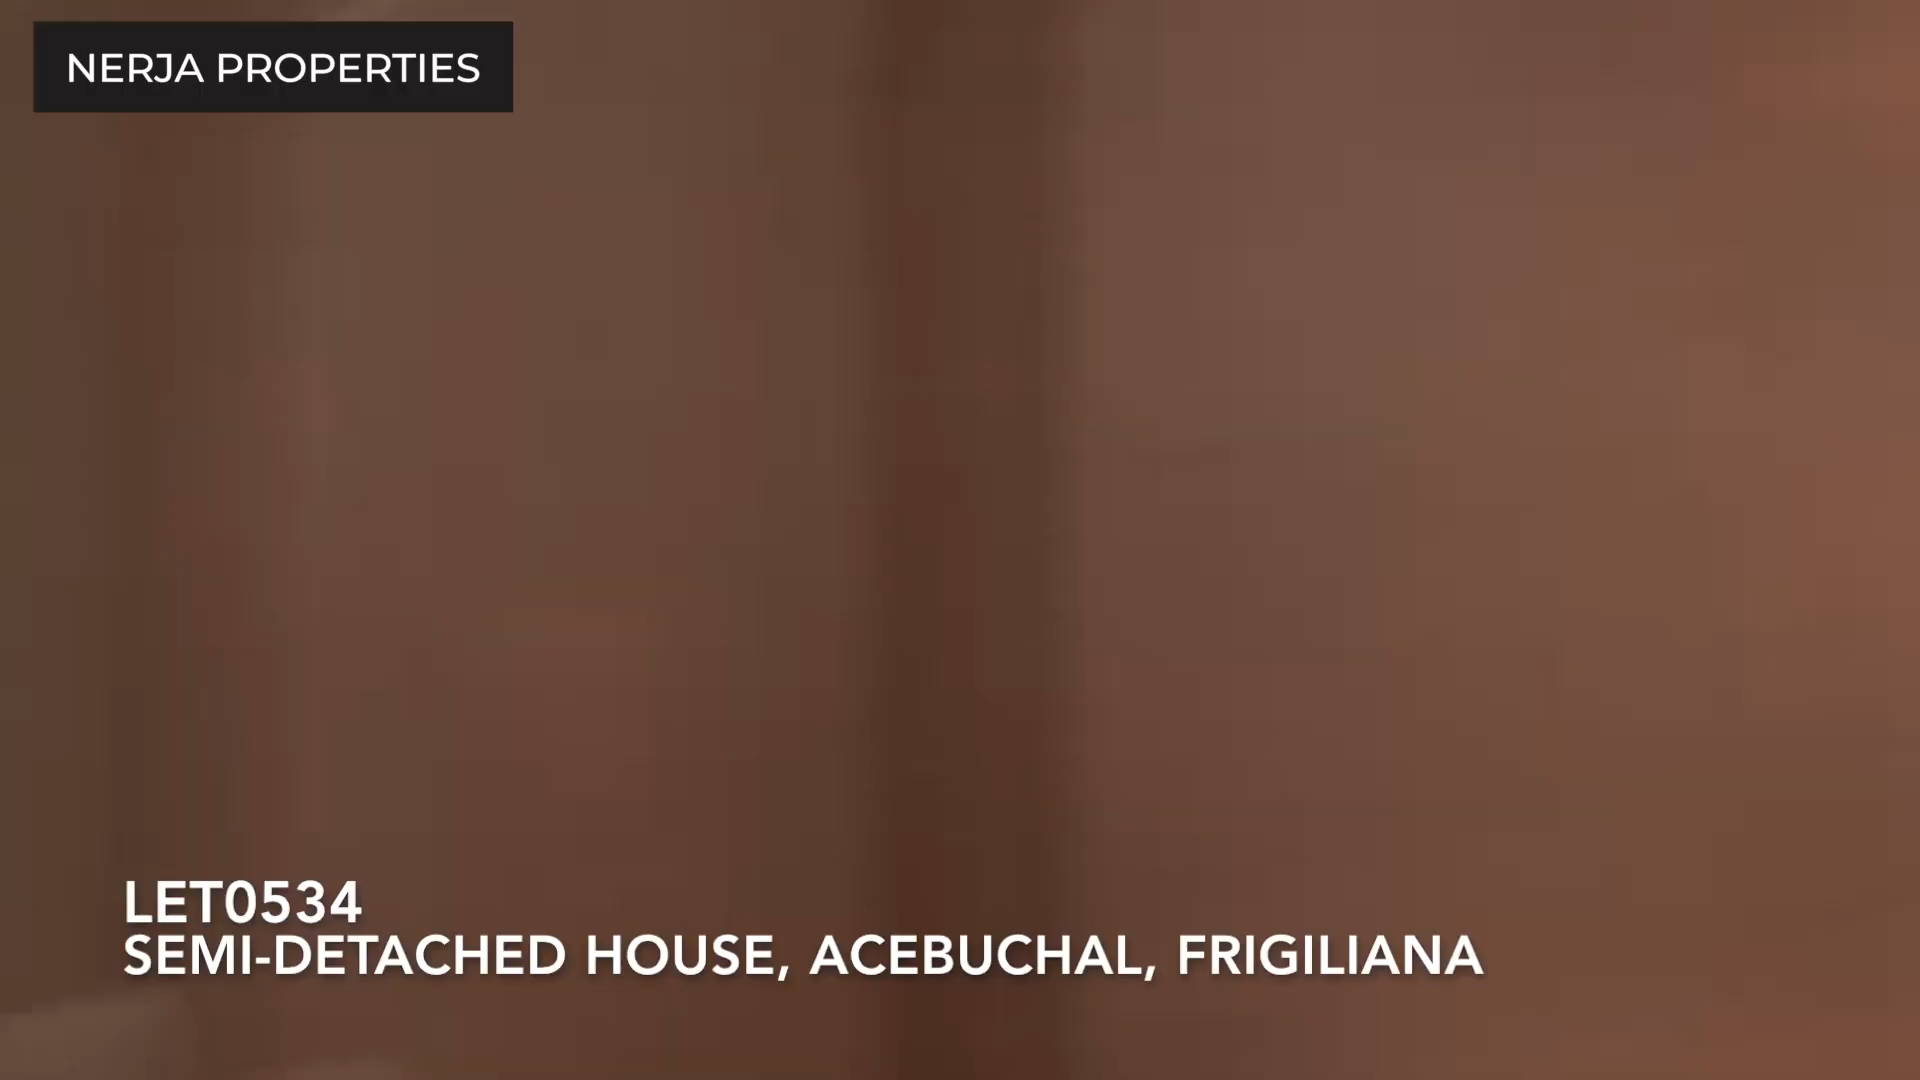 NERJA PROPERTIES
LET0534
SEMI-DETACHED HOUSE, ACEBUCHAL, FRIGILIANA